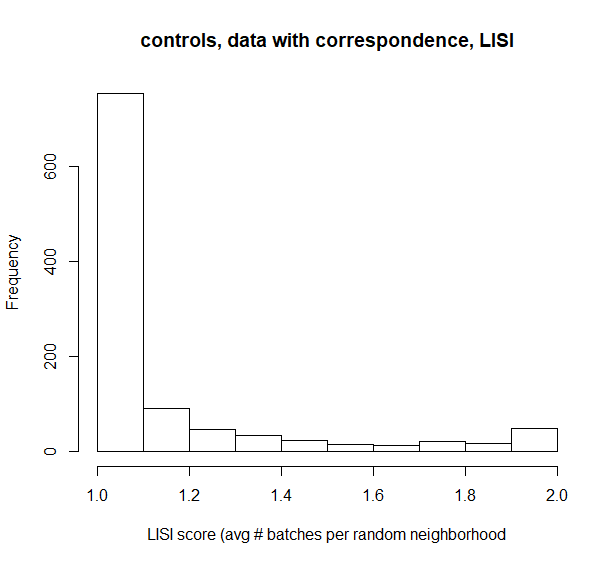 controls, data with correspondence, LISI
Frequency
600
400
200
0
1.0 1.2 1.4 1.6 1.8 2.0
LISI score (avg # batches per random neighborhood